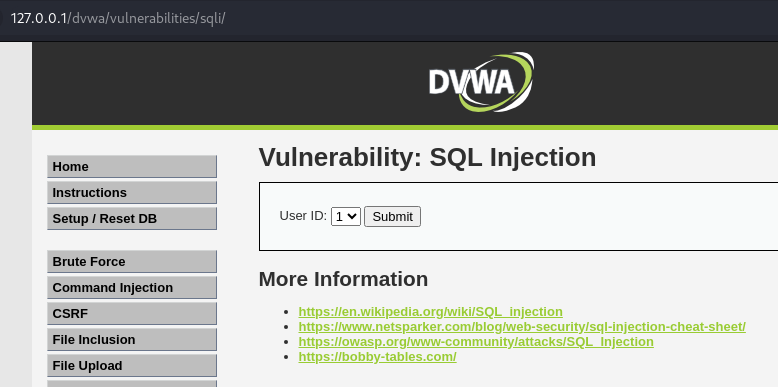 127.0.0.1/dvwa/vulnerabilities/sqli/
DVWA
Home
Instructions
Setup / Reset DB
Brute Force
Command Injection
CSRF
File Inclusion
File Upload
Vulnerability: SQL Injection
User ID: 1 Submit
More Information
https://en.wikipedia.org/wiki/SQL_injection
https://www.netsparker.com/blog/web-security/sql-injection-cheat-sheet/
https://owasp.org/www-community/attacks/SQL_Injection
https://bobby-tables.com/